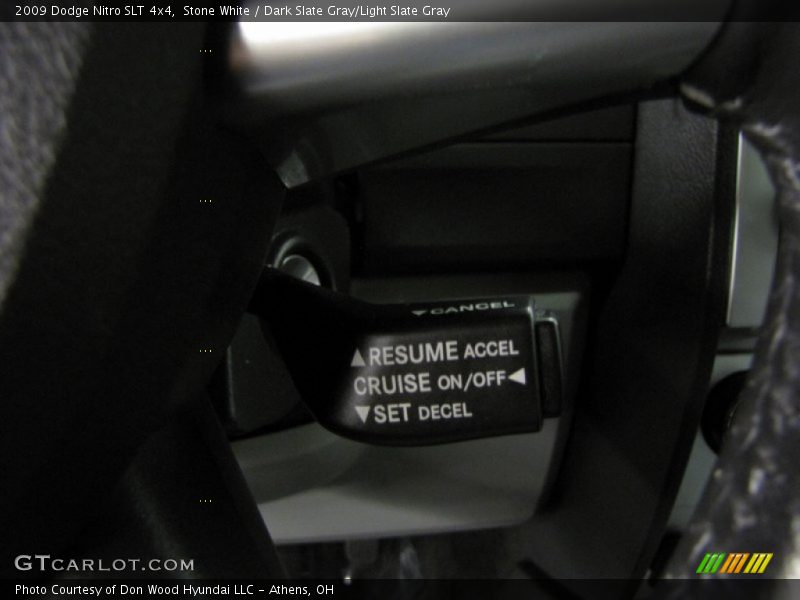 2009 Dodge Nitro SLT 4x4, Stone White / Dark Slate Gray/Light Slate Gray
▼CANCEL
▲RESUME ACCEL
CRUISE ON/OFF◀
▼SET DECEL
GTCARLOT.COM
Photo Courtesy of Don Wood Hyundai LLC - Athens, OH